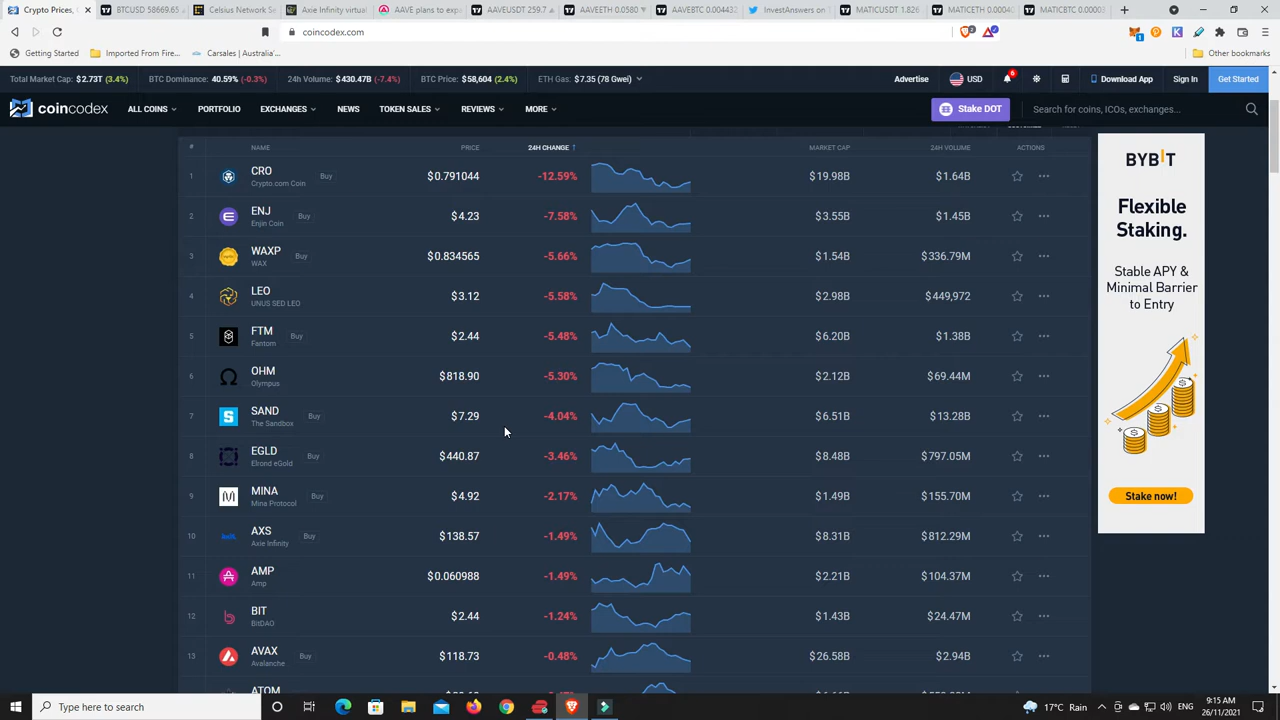 Crypto Prices,
BTCUSD 58669.65
Celsius Network Se
Axie Infinity virtual
AAVE plans to expa
AAVEUSDT 259.7
AAVEETH 0.0580
AAVEBTC 0.004432
InvestAnswers on T
MATICUSDT 1.826
MATICETH 0.00040
MATICBTC 0.00003
coincodex.com
Getting Started
Imported From Fire...
Carsales | Australia'...
Other bookmarks
Total Market Cap: $2.73T (3.4%)
BTC Dominance: 40.59% (-0.3%)
24h Volume: $430.47B (-7.4%)
BTC Price: $58,604 (2.4%)
ETH Gas: $7.35 (78 Gwei)
Advertise
USD
6
Download App
Sign In
Get Started
coincodex
ALL COINS
PORTFOLIO
EXCHANGES
NEWS
TOKEN SALES
REVIEWS
MORE
Stake DOT
Search for coins, ICOs, exchanges...
# NAME PRICE 24H CHANGE ↑ MARKET CAP 24H VOLUME ACTIONS
1 CRO Buy $0.791044 -12.59% $19.98B $1.64B
Crypto.com Coin
2 ENJ Buy $4.23 -7.58% $3.55B $1.45B
Enjin Coin
3 WAXP Buy $0.834565 -5.66% $1.54B $336.79M
WAX
4 LEO $3.12 -5.58% $2.98B $449,972
UNUS SED LEO
5 FTM Buy $2.44 -5.48% $6.20B $1.38B
Fantom
6 OHM $818.90 -5.30% $2.12B $69.44M
Olympus
7 SAND Buy $7.29 -4.04% $6.51B $13.28B
The Sandbox
8 EGLD Buy $440.87 -3.46% $8.48B $797.05M
Elrond eGold
9 MINA Buy $4.92 -2.17% $1.49B $155.70M
Mina Protocol
10 AXS Buy $138.57 -1.49% $8.31B $812.29M
Axie Infinity
11 AMP Buy $0.060988 -1.49% $2.21B $104.37M
Amp
12 BIT $2.44 -1.24% $1.43B $24.47M
BitDAO
13 AVAX Buy $118.73 -0.48% $26.58B $2.94B
Avalanche
ATOM
BYBIT
Flexible
Staking.
Stable APY &
Minimal Barrier
to Entry
Stake now!
Type here to search
17°C Rain
ENG
9:15 AM
26/11/2021